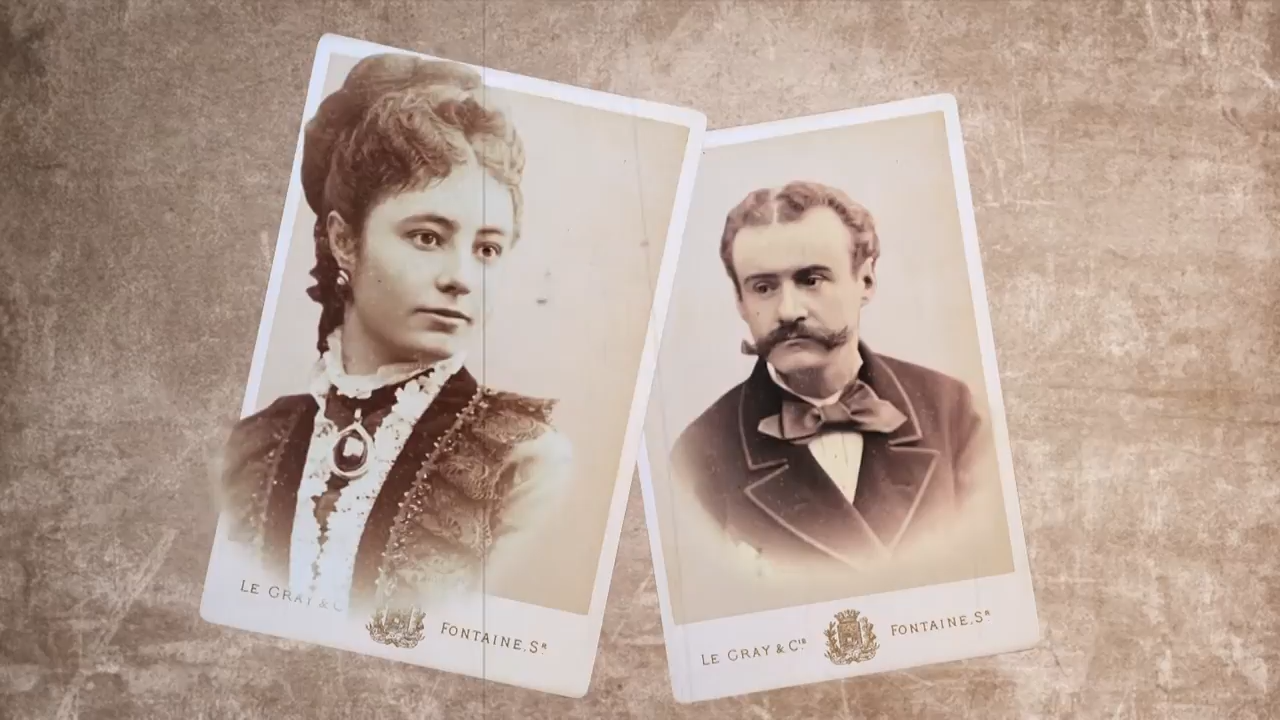 LE GRAY & C
FONTAINE. Sᴿ
LE GRAY & Cᴵᴱ
FONTAINE. Sᴿ